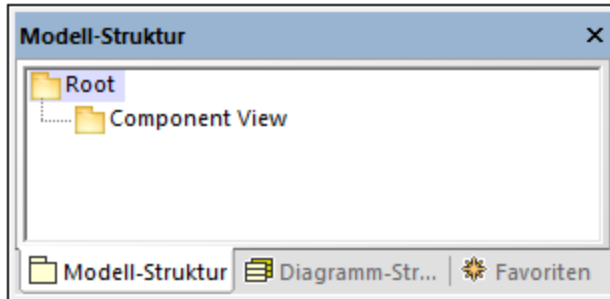 Modell-Struktur
Root
Component View
Modell-Struktur Diagramm-Str... Favoriten